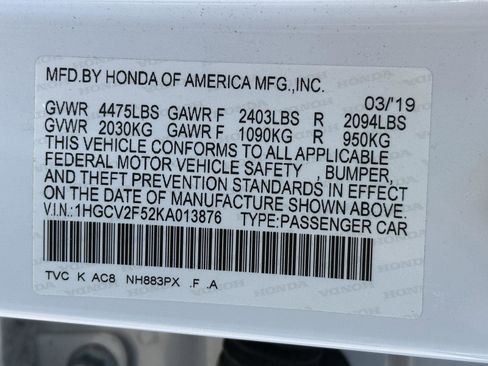 MFD.BY HONDA OF AMERICA MFG.,INC.
03/'19
GVWR 4475LBS GAWR F 2403LBS R 2094LBS
GVWR 2030KG GAWR F 1090KG R 950KG
THIS VEHICLE CONFORMS TO ALL APPLICABLE
FEDERAL MOTOR VEHICLE SAFETY , BUMPER,
AND THEFT PREVENTION STANDARDS IN EFFECT
ON THE DATE OF MANUFACTURE SHOWN ABOVE.
V.I.N.:1HGCV2F52KA013876 TYPE:PASSENGER CAR
TVC K AC8 NH883PX .F .A